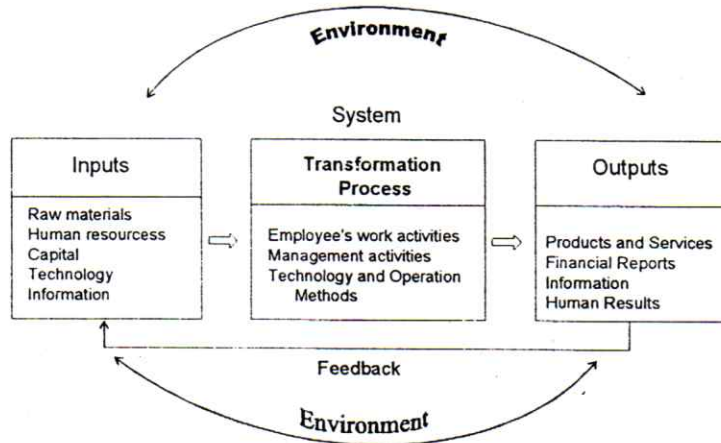 Environment
System
Inputs
Raw materials
Human resourcess
Capital
Technology
Information
Transformation
Process
Employee's work activities
Management activities
Technology and Operation
Methods
Outputs
Products and Services
Financial Reports
Information
Human Results
Feedback
Environment